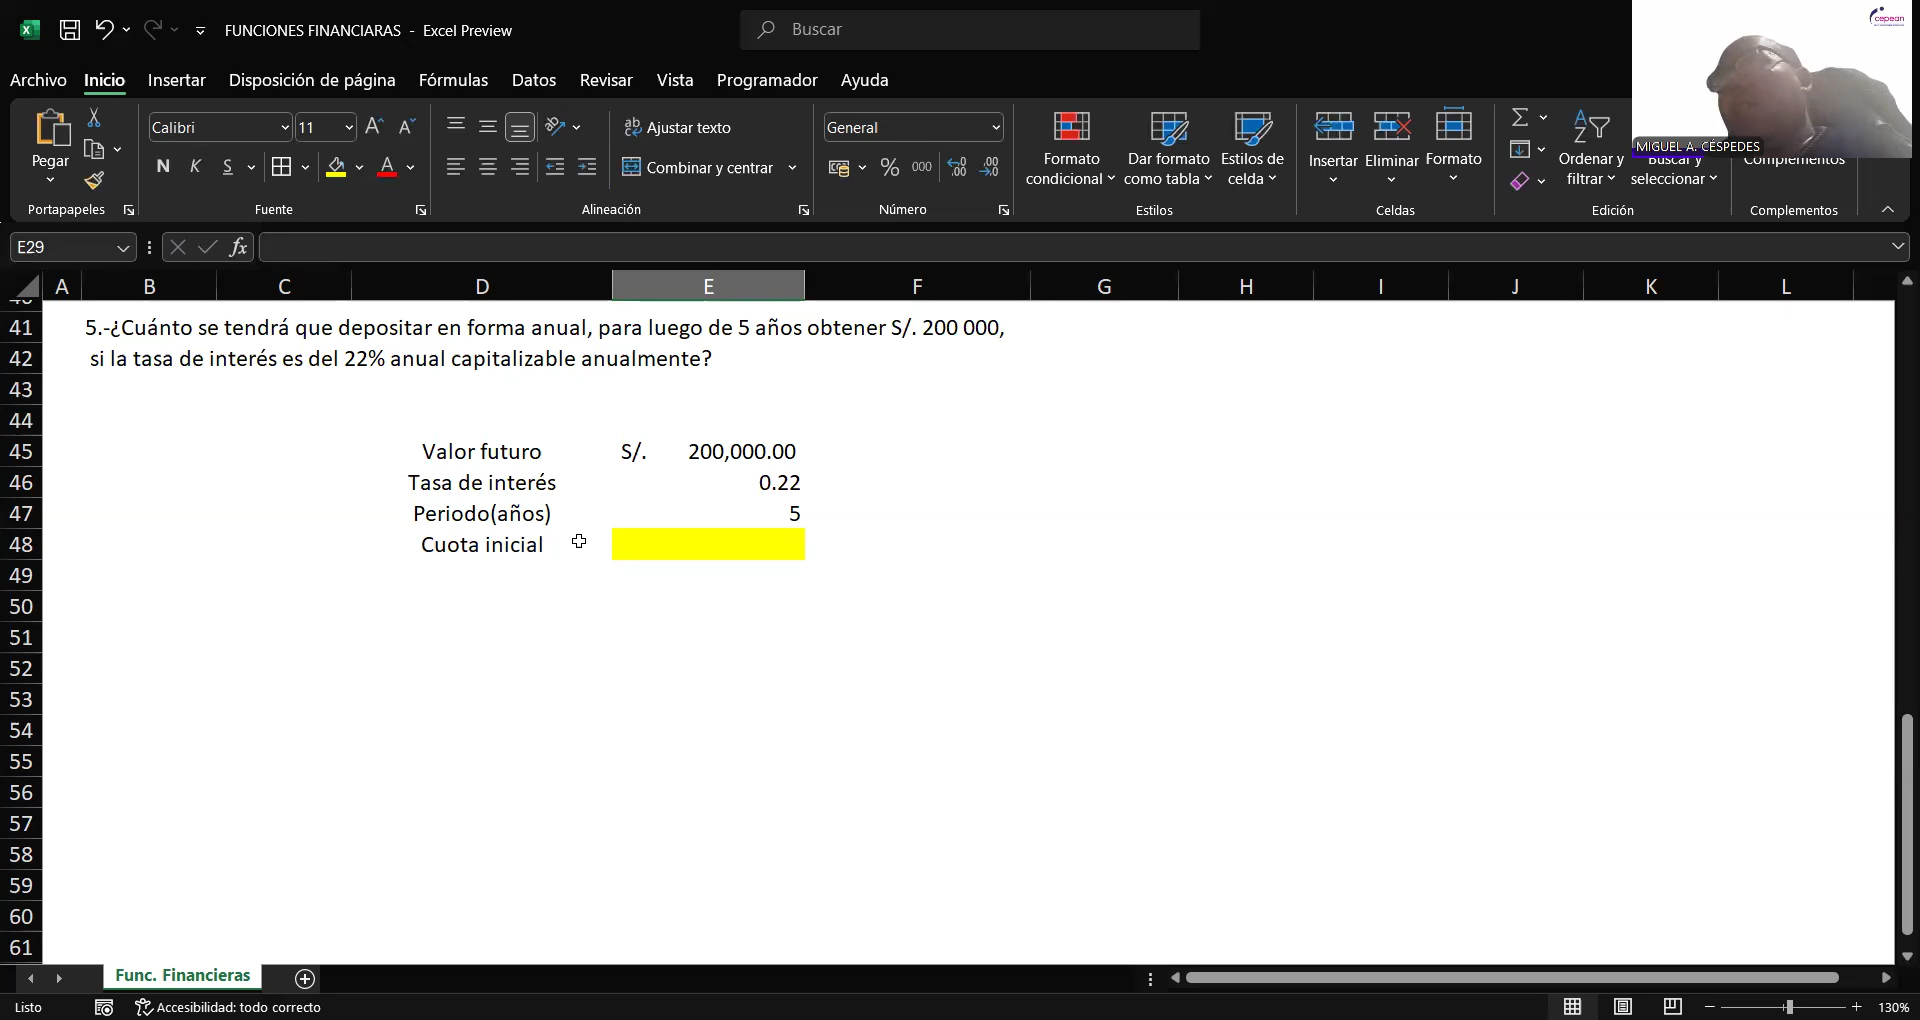 FUNCIONES FINANCIARAS - Excel Preview
Buscar
cepean
Archivo Inicio Insertar Disposición de página Fórmulas Datos Revisar Vista Programador Ayuda
Pegar
Portapapeles
Calibri 11
N K S
Fuente
Ajustar texto
Combinar y centrar
Alineación
General
% 000
Número
Formato condicional
Dar formato como tabla
Estilos de celda
Estilos
Insertar Eliminar Formato
Celdas
Ordenar y filtrar
Buscar y seleccionar
Edición
Complementos
Complementos
MIGUEL A. CÉSPEDES
E29
fx
A B C D E F G H I J K L
41 5.-¿Cuánto se tendrá que depositar en forma anual, para luego de 5 años obtener S/. 200 000,
42 si la tasa de interés es del 22% anual capitalizable anualmente?
43
44
45 Valor futuro S/. 200,000.00
46 Tasa de interés 0.22
47 Periodo(años) 5
48 Cuota inicial
49
50
51
52
53
54
55
56
57
58
59
60
61
Func. Financieras
Listo
Accesibilidad: todo correcto
130%